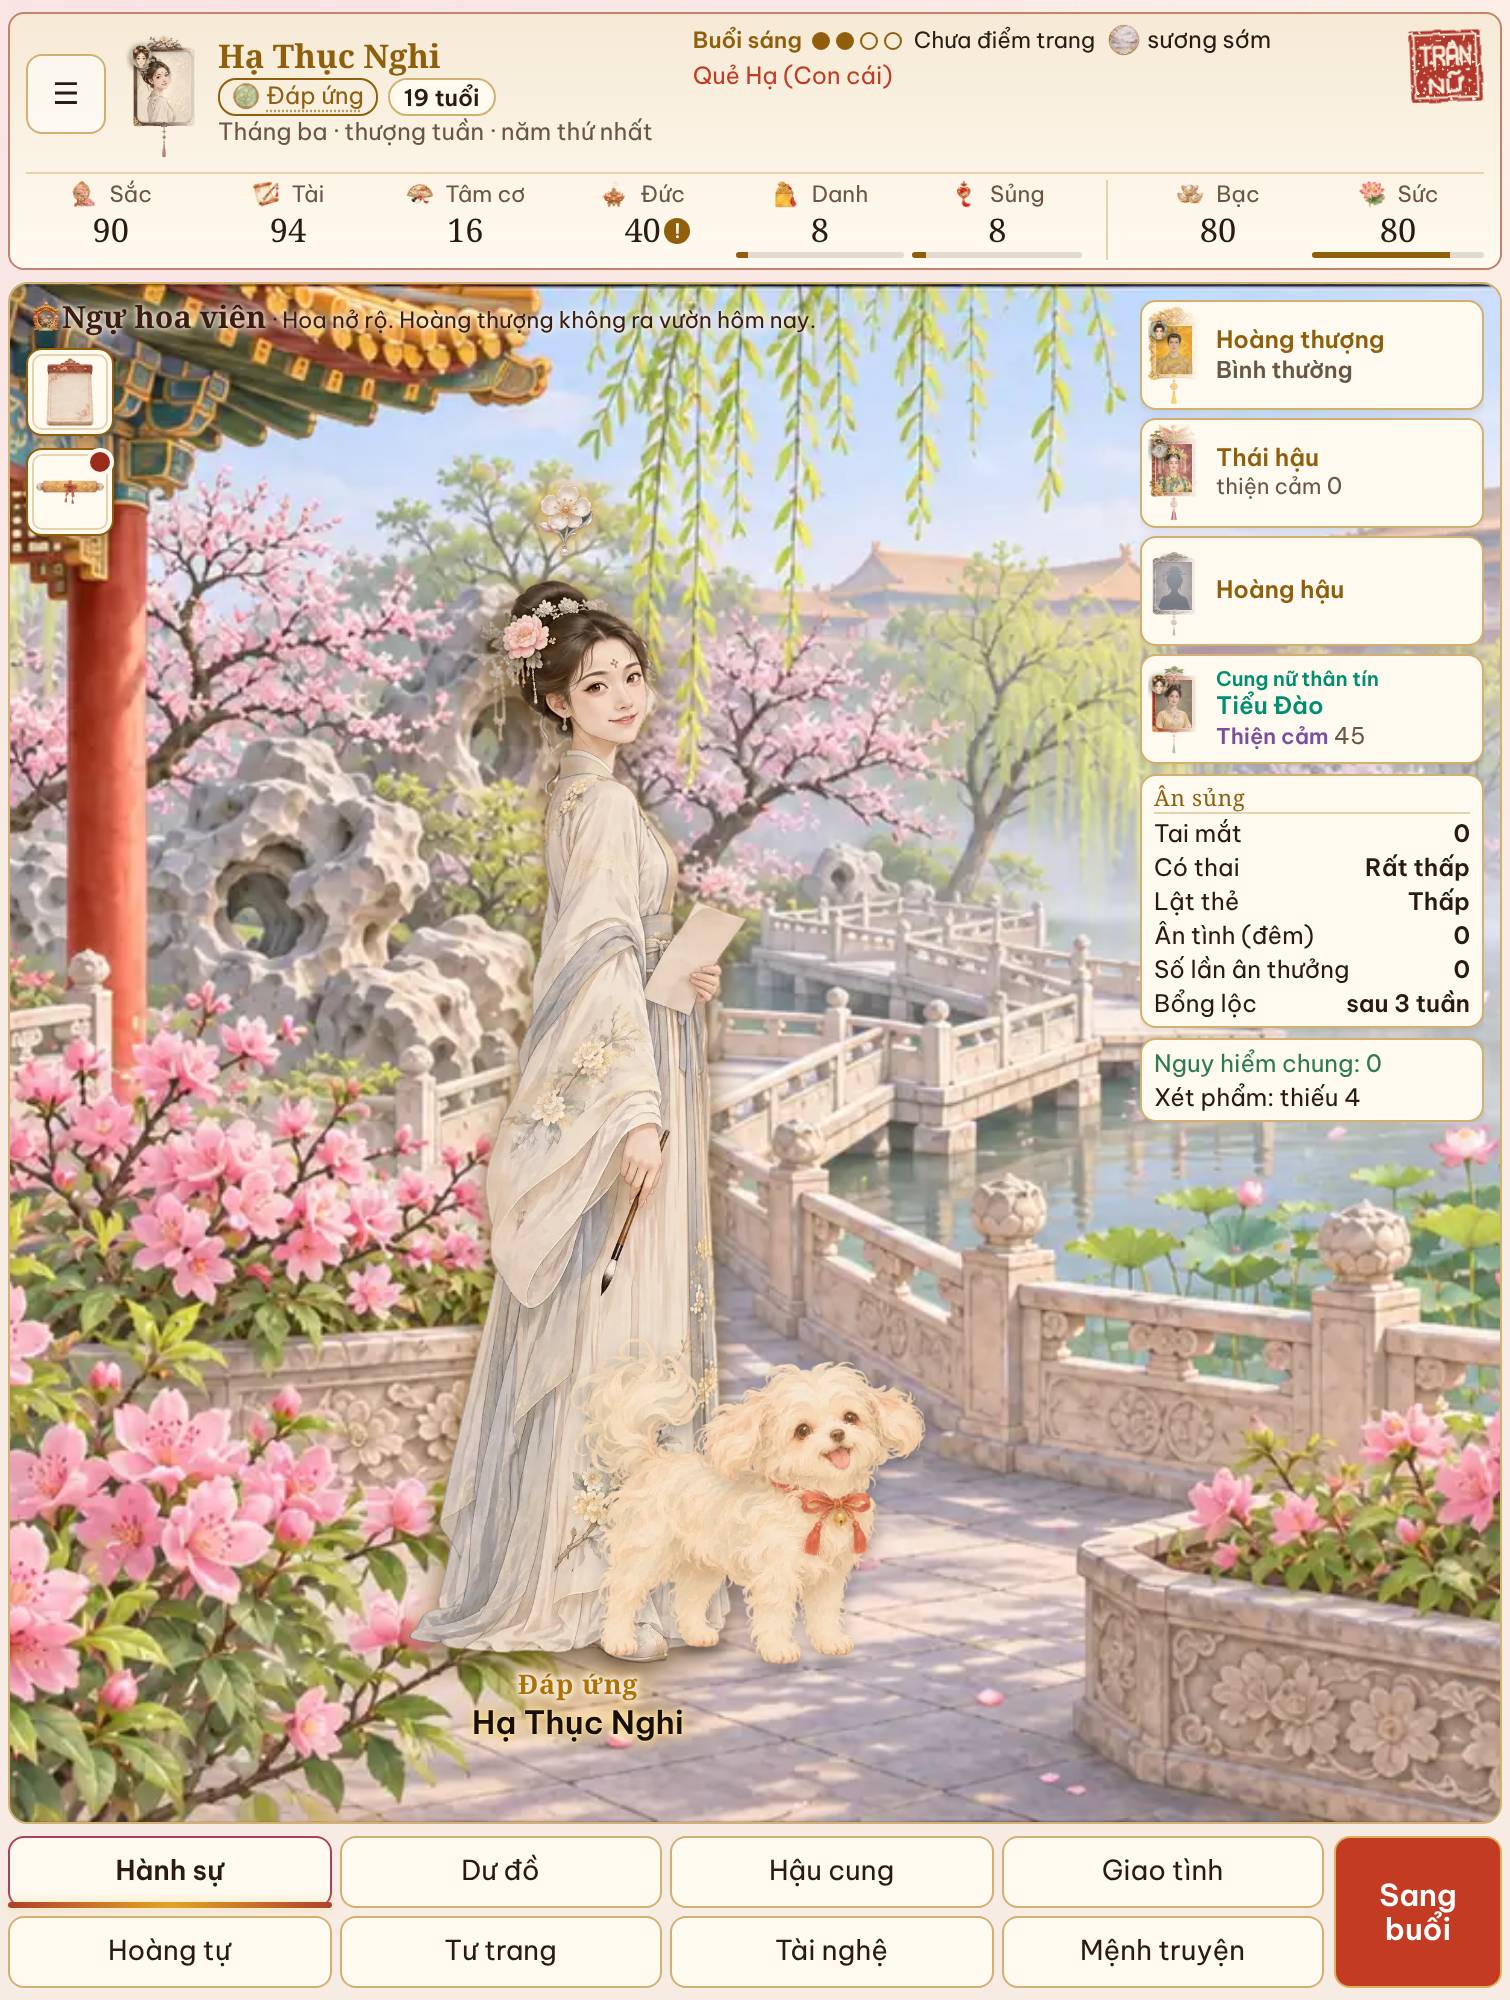 Hạ Thục Nghi
Đáp ứng
19 tuổi
Tháng ba · thượng tuần · năm thứ nhất
Buổi sáng
Chưa điểm trang
sương sớm
Quẻ Hạ (Con cái)
TRÂN
NỮ
Sắc
90
Tài
94
Tâm cơ
16
Đức
40 !
Danh
8
Sủng
8
Bạc
80
Sức
80
Ngự hoa viên · Hoa nở rộ. Hoàng thượng không ra vườn hôm nay.
Hoàng thượng
Bình thường
Thái hậu
thiện cảm 0
Hoàng hậu
Cung nữ thân tín
Tiểu Đào
Thiện cảm 45
Ân sủng
Tai mắt 0
Có thai Rất thấp
Lật thẻ Thấp
Ân tình (đêm) 0
Số lần ân thưởng 0
Bổng lộc sau 3 tuần
Nguy hiểm chung: 0
Xét phẩm: thiếu 4
Đáp ứng
Hạ Thục Nghi
Hành sự
Dư đồ
Hậu cung
Giao tình
Hoàng tự
Tư trang
Tài nghệ
Mệnh truyện
Sang
buổi